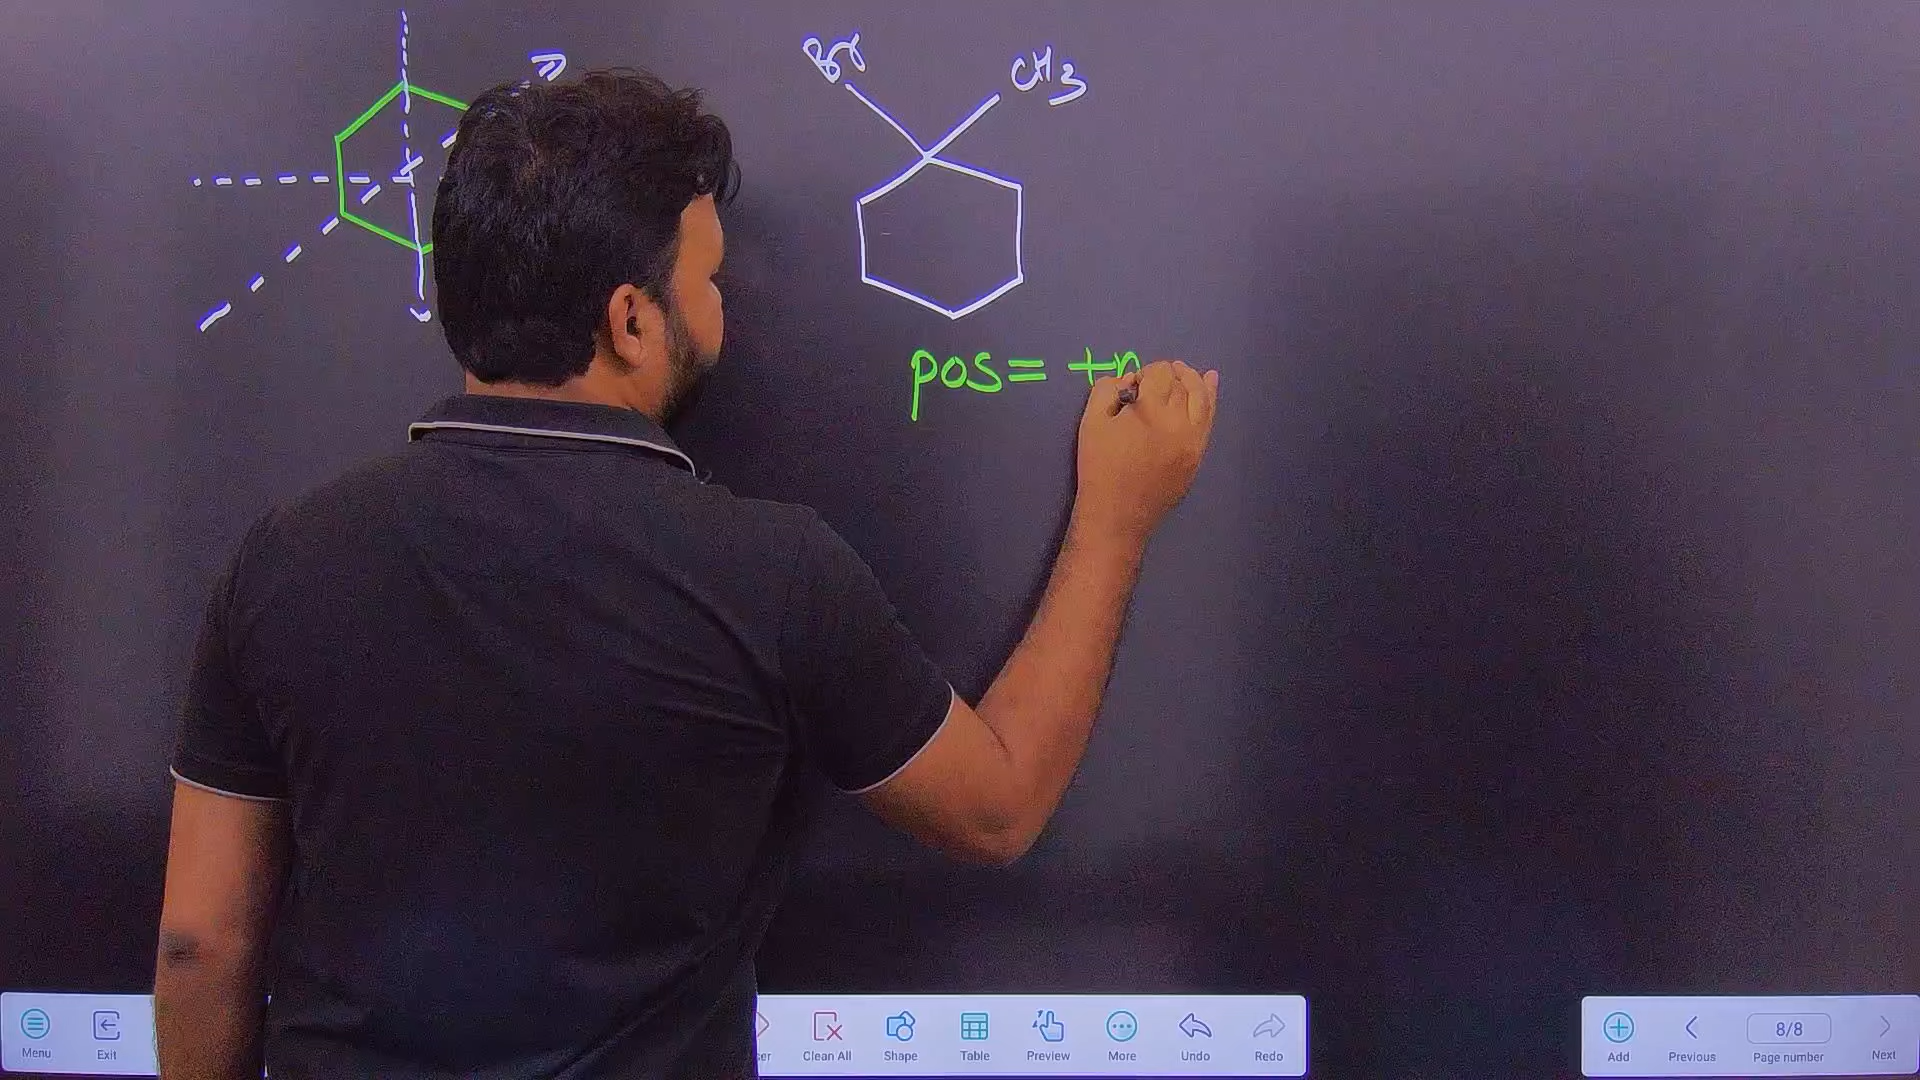 Br
CH3
pos= +n
Menu
Exit
Clean All
Shape
Table
Preview
More
Undo
Redo
Add
Previous
8/8
Page number
Next